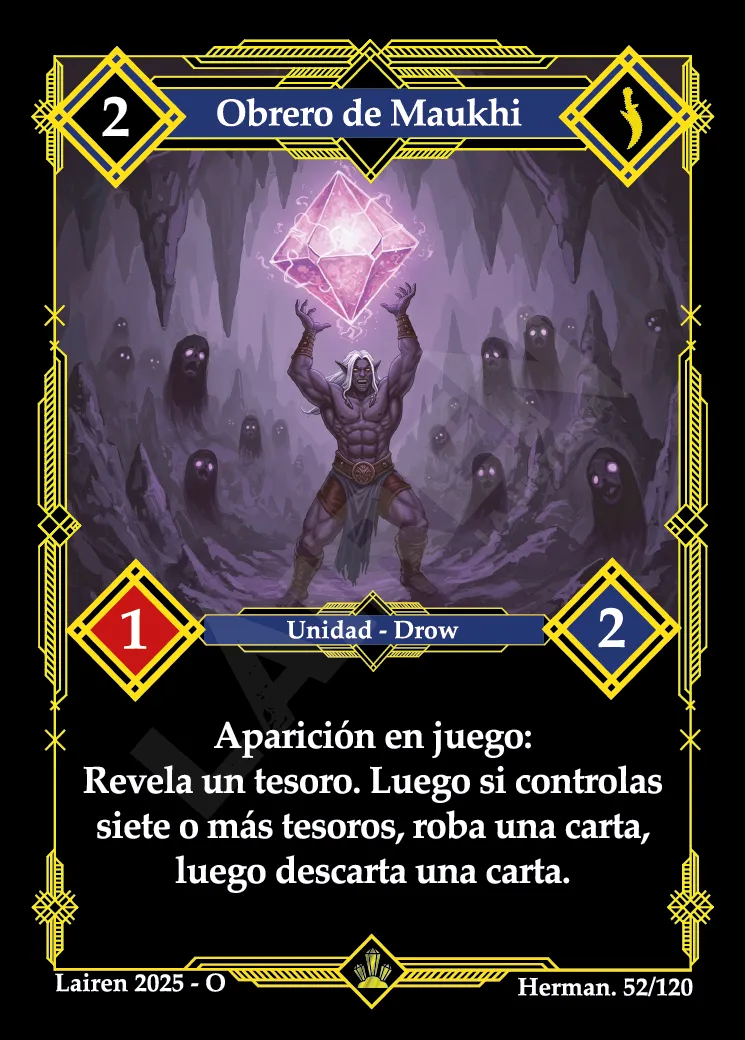 2
Obrero de Maukhi
1
Unidad - Drow
2
Aparición en juego:
Revela un tesoro. Luego si controlas
siete o más tesoros, roba una carta,
luego descarta una carta.
Lairen 2025 - O
Herman. 52/120